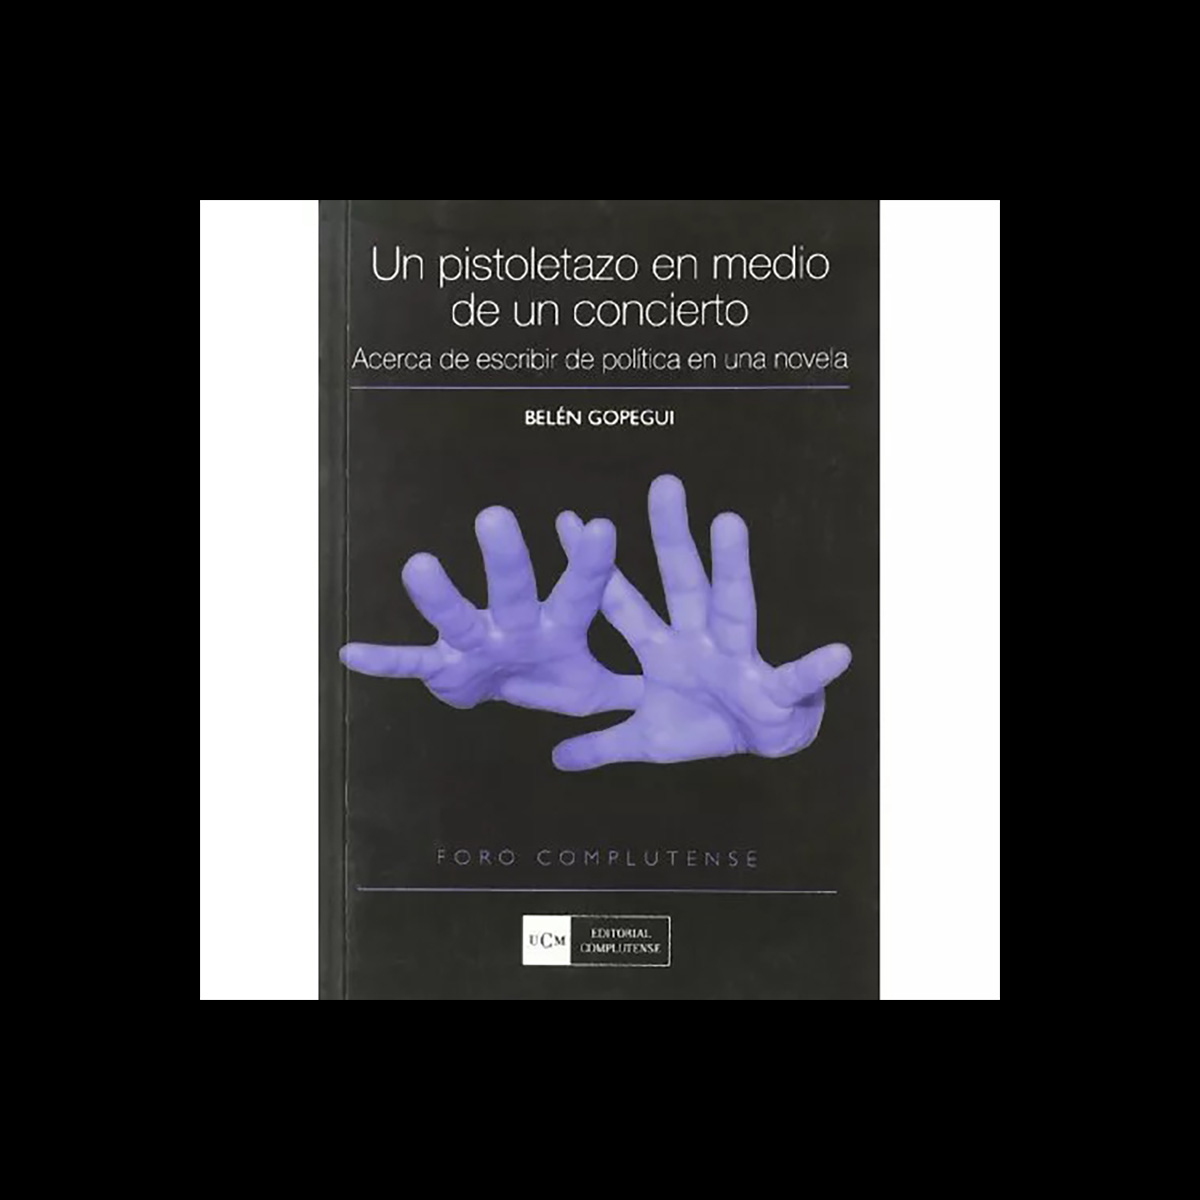 Un pistoletazo en medio
de un concierto
Acerca de escribir de política en una novela
BELÉN GOPEGUI
FORO COMPLUTENSE
UCM
EDITORIAL
COMPLUTENSE